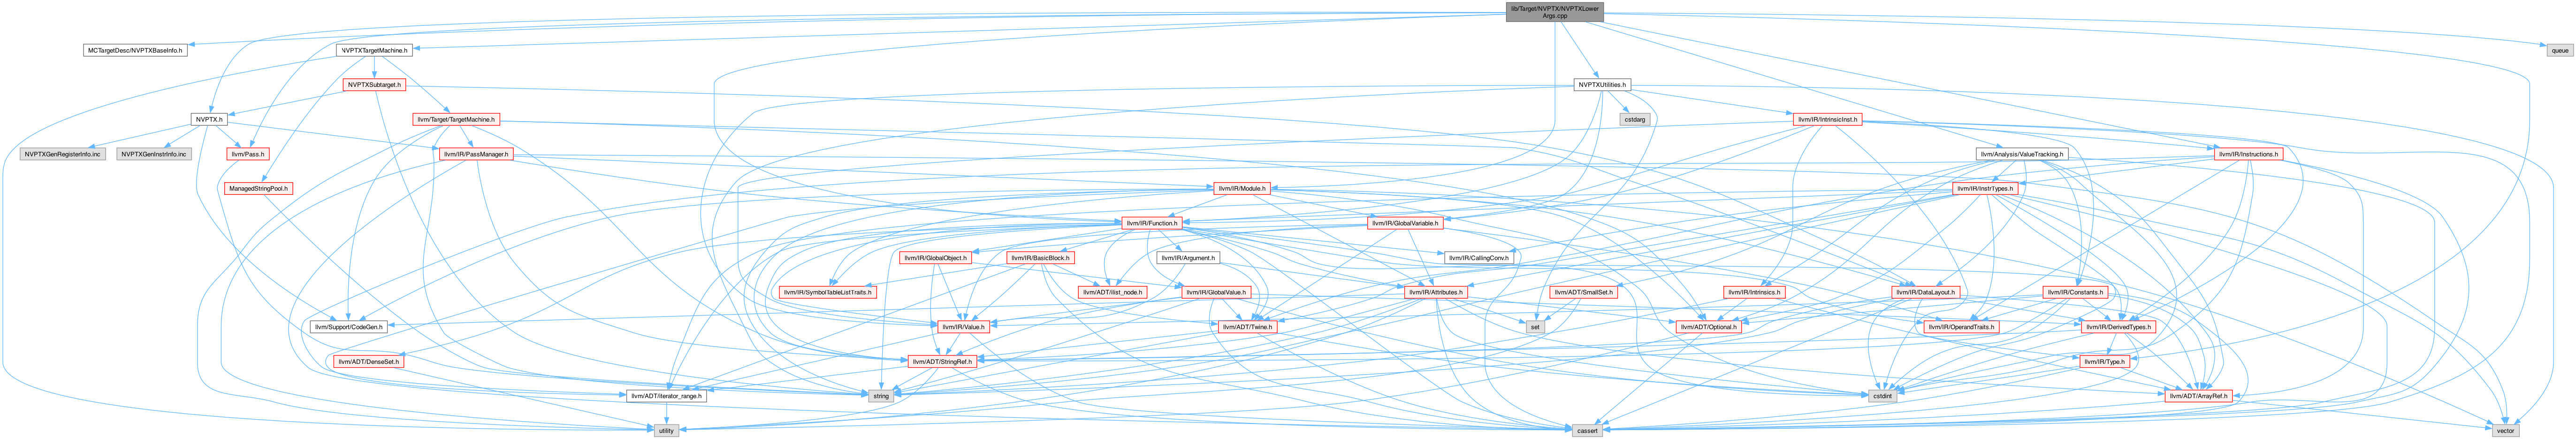 lib/Target/NVPTX/NVPTXLower
Args.cpp
MCTargetDesc/NVPTXBaseInfo.h
NVPTXTargetMachine.h
queue
NVPTXSubtarget.h
NVPTXUtilities.h
NVPTX.h
llvm/Target/TargetMachine.h
cstdarg
llvm/IR/IntrinsicInst.h
NVPTXGenRegisterInfo.inc
NVPTXGenInstrInfo.inc
llvm/Pass.h
llvm/IR/PassManager.h
llvm/Analysis/ValueTracking.h
llvm/IR/Instructions.h
ManagedStringPool.h
llvm/IR/Module.h
llvm/IR/InstrTypes.h
llvm/IR/Function.h
llvm/IR/GlobalVariable.h
llvm/IR/GlobalObject.h
llvm/IR/BasicBlock.h
llvm/IR/Argument.h
llvm/IR/CallingConv.h
llvm/IR/SymbolTableListTraits.h
llvm/ADT/ilist_node.h
llvm/IR/GlobalValue.h
llvm/IR/Attributes.h
llvm/ADT/SmallSet.h
llvm/IR/Intrinsics.h
llvm/IR/DataLayout.h
llvm/IR/Constants.h
llvm/Support/CodeGen.h
llvm/IR/Value.h
llvm/ADT/Twine.h
set
llvm/ADT/Optional.h
llvm/IR/OperandTraits.h
llvm/IR/DerivedTypes.h
llvm/ADT/DenseSet.h
llvm/ADT/StringRef.h
llvm/IR/Type.h
llvm/ADT/iterator_range.h
string
cstdint
llvm/ADT/ArrayRef.h
utility
cassert
vector